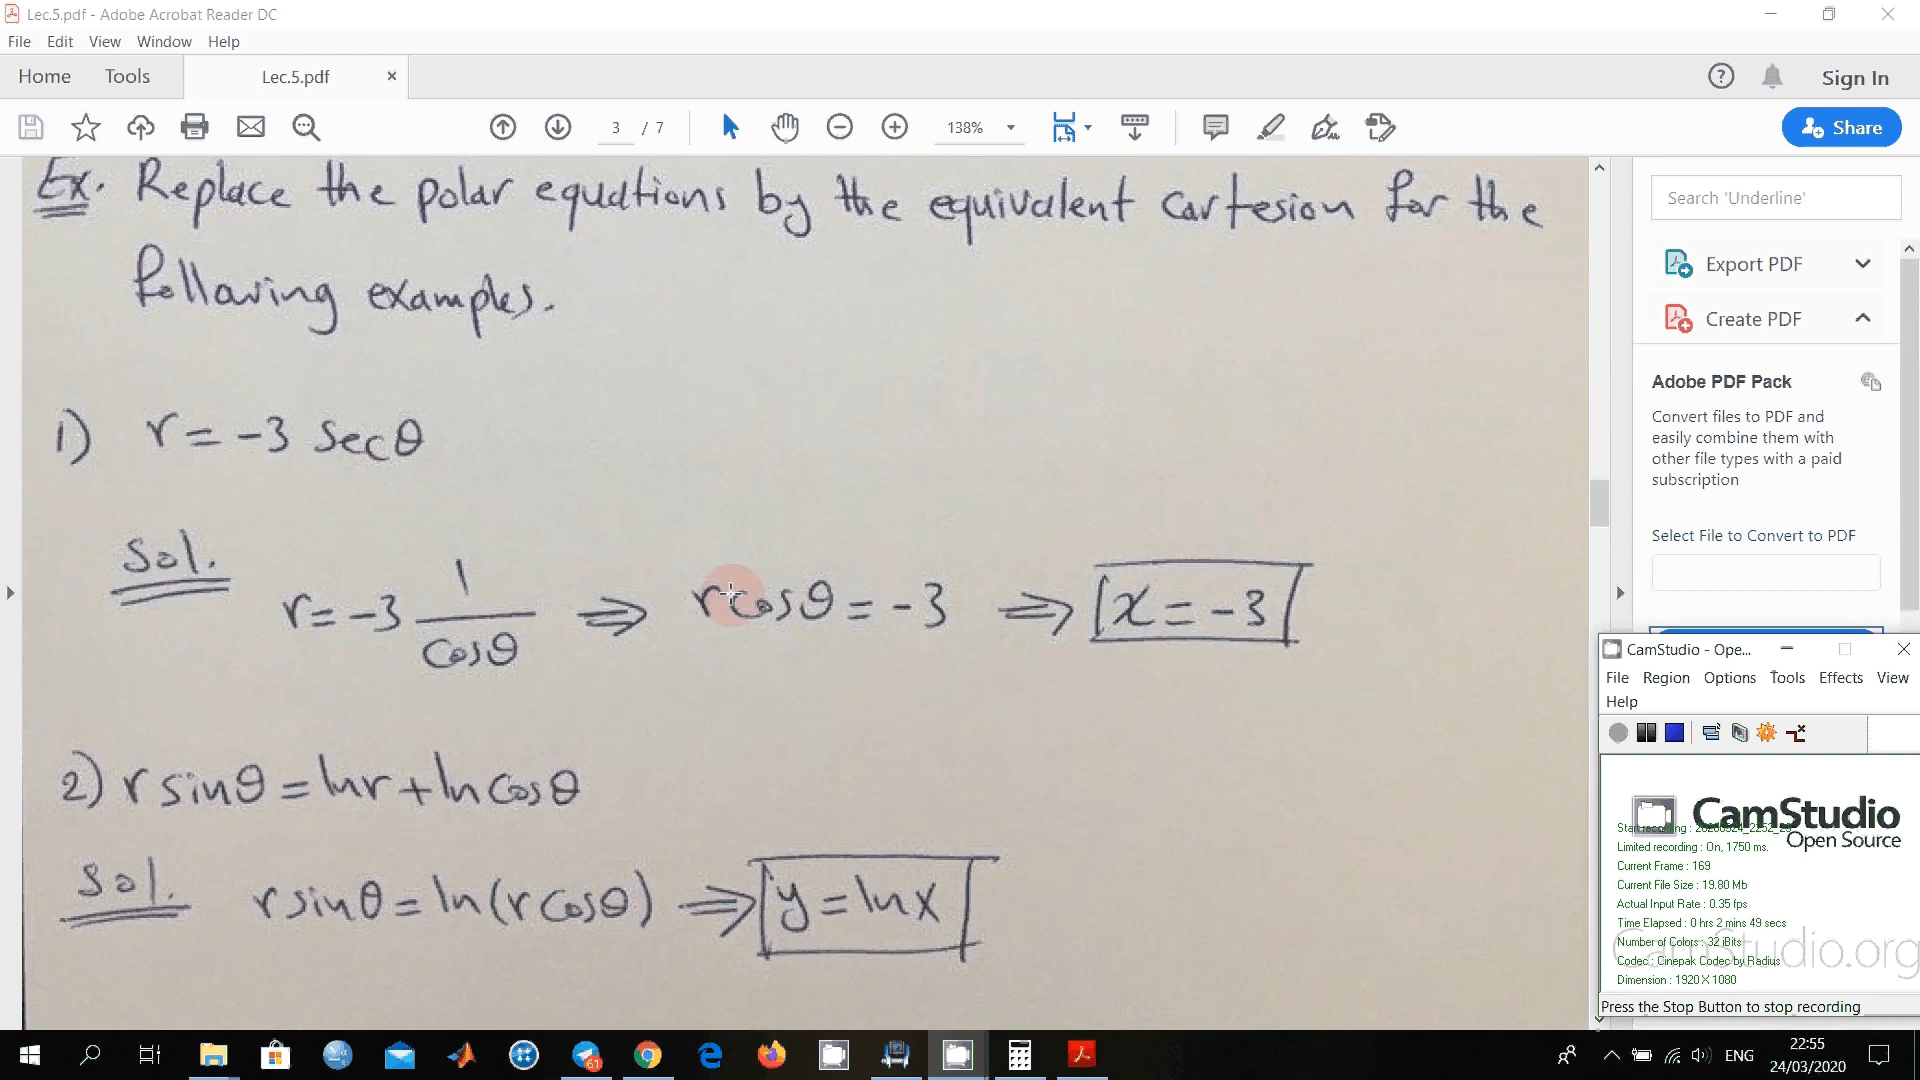 Lec.5.pdf - Adobe Acrobat Reader DC
File Edit View Window Help
Home Tools Lec.5.pdf × ? Sign In
3 / 7 138% Share
Ex. Replace the polar equations by the equivalent cartesion for the
following examples.
1) r = -3 secθ
Sol. r = -3 1/cosθ ⇒ rcosθ = -3 ⇒ x = -3
2) r sinθ = lnr + ln cosθ
Sol. r sinθ = ln(r cosθ) ⇒ y = lnx
Search 'Underline'
Export PDF
Create PDF
Adobe PDF Pack
Convert files to PDF and
easily combine them with
other file types with a paid
subscription
Select File to Convert to PDF
CamStudio - Ope...
File Region Options Tools Effects View
Help
CamStudio
Open Source
Limited recording : On, 1750 ms.
Current Frame : 169
Current File Size : 19.80 Mb
Actual Input Rate : 0.35 fps
Time Elapsed : 0 hrs 2 mins 49 secs
Number of Colors : 32 iBits
CamStudio.org
Codec : Cinepak Codec by Radius
Dimension : 1920 X 1080
Press the Stop Button to stop recording
61 ENG 22:55
24/03/2020